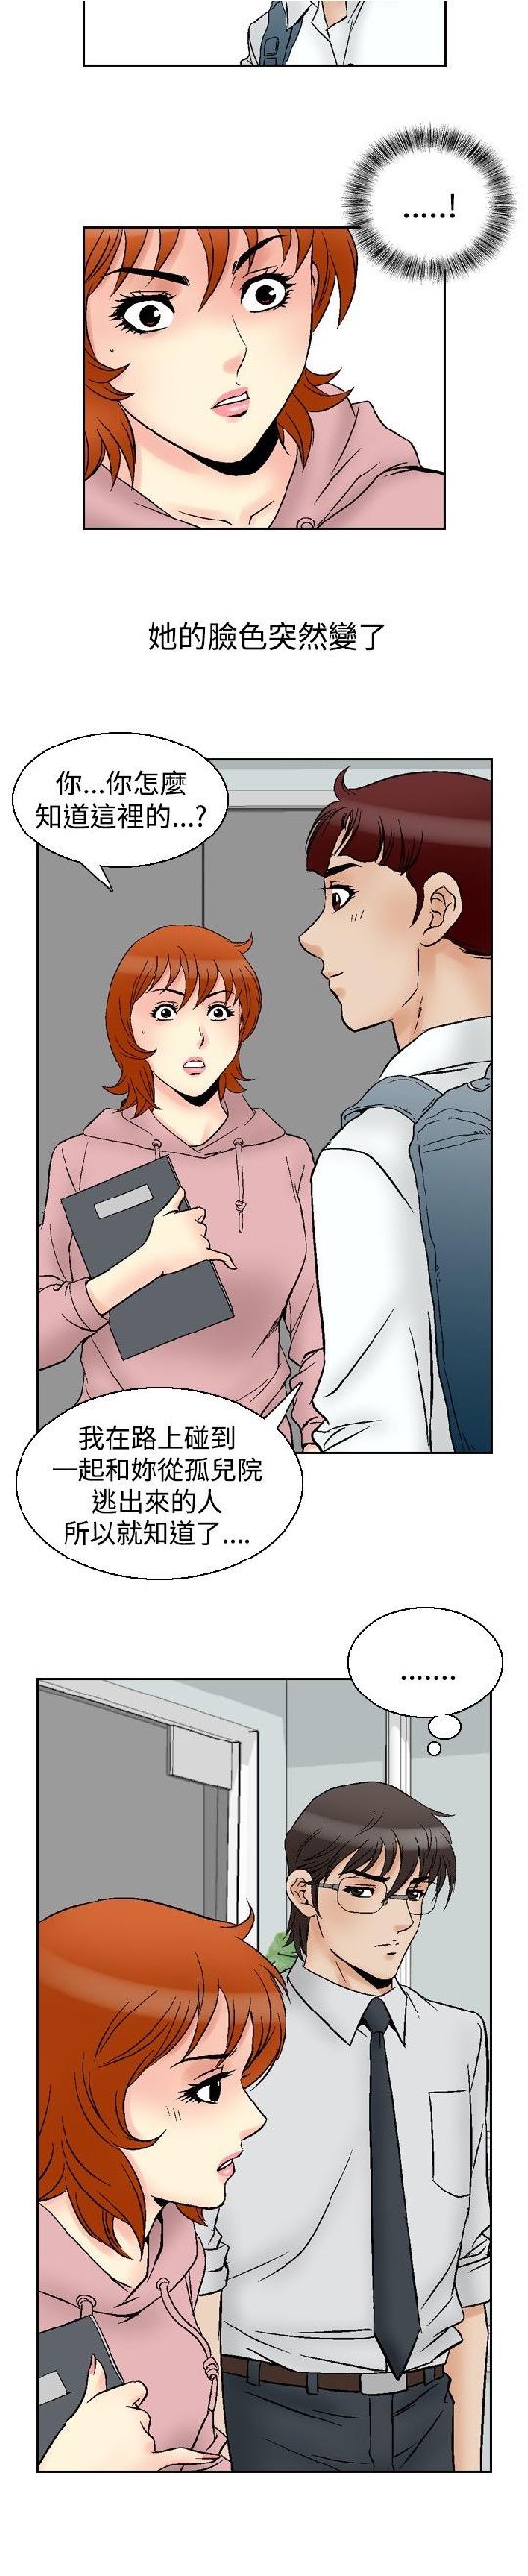 .....!
她的臉色突然變了
你...你怎麼
知道這裡的...?
我在路上碰到
一起和妳從孤兒院
逃出來的人
所以就知道了....
.......